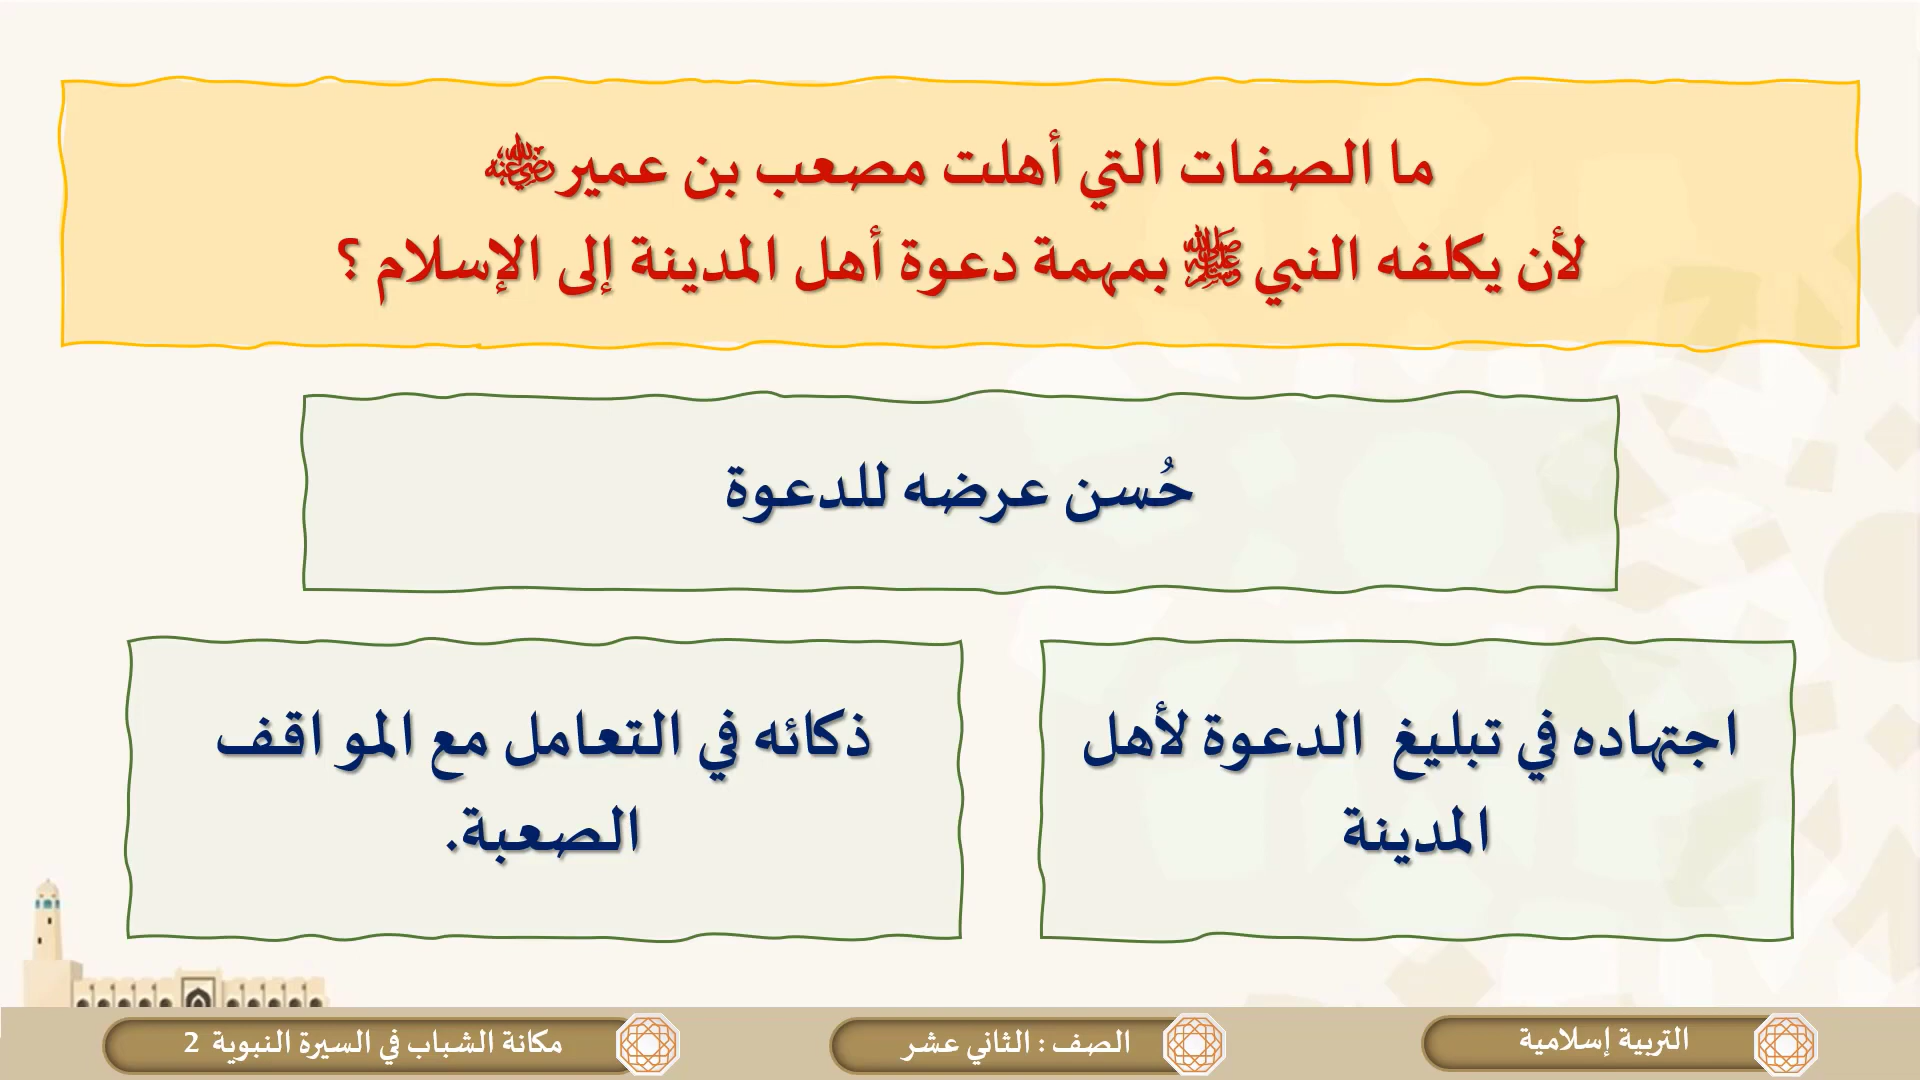 ما الصفات التي أهلت مصعب بن عمير ﵁
لأن يكلفه النبي ﷺ بمهمة دعوة أهل المدينة إلى الإسلام ؟
حُسن عرضه للدعوة
اجتهاده في تبليغ الدعوة لأهل
المدينة
ذكائه في التعامل مع المواقف
الصعبة.
التربية إسلامية
الصف : الثاني عشر
مكانة الشباب في السيرة النبوية 2